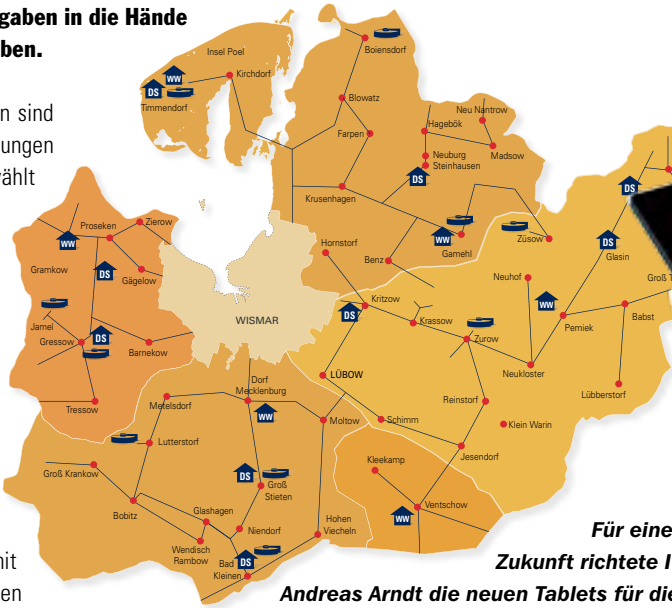 gaben in die Hände
ben.
n sind
ungen
ählt
Insel Poel
Kirchdorf
WW
DS
Timmendorf
Boiensdorf
Blowatz
Farpen
Neu Nantrow
Hagebök
Madsow
Neuburg
Steinhausen
DS
Krusenhagen
WW
Gamehl
Benz
Hornstorf
Züsow
DS
DS
Glasin
Groß T
Proseken
Zierow
WW
Gramkow
DS
Gägelow
Jamel
Gressow
DS
Barnekow
Tressow
WISMAR
Kritzow
DS
Krassow
Zurow
Neuhof
WW
Perniek
Babst
LÜBOW
Neukloster
Lübberstorf
Reinstorf
Schimm
Klein Warin
Jesendorf
Dorf
Mecklenburg
WW
Metelsdorf
Moltow
Lutterstorf
Groß Krankow
DS
Groß
Stieten
Bobitz
Glashagen
Niendorf
Wendisch
Rambow
Bad
Kleinen
DS
Hohen
Viecheln
Kleekamp
Ventschow
WW
nit
en
Für eine
Zukunft richtete I
Andreas Arndt die neuen Tablets für di